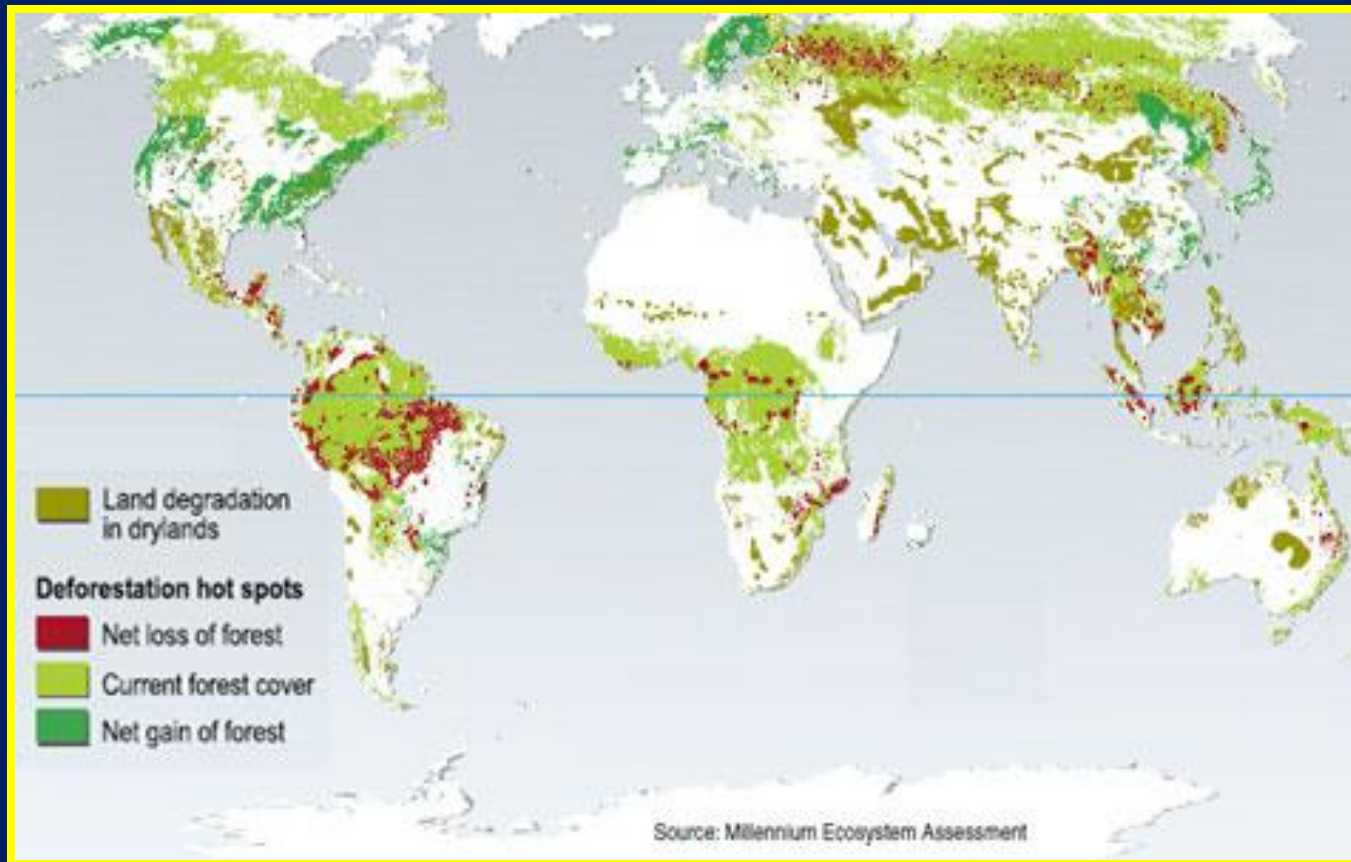 Land degradation
in drylands
Deforestation hot spots
Net loss of forest
Current forest cover
Net gain of forest
Source: Millennium Ecosystem Assessment